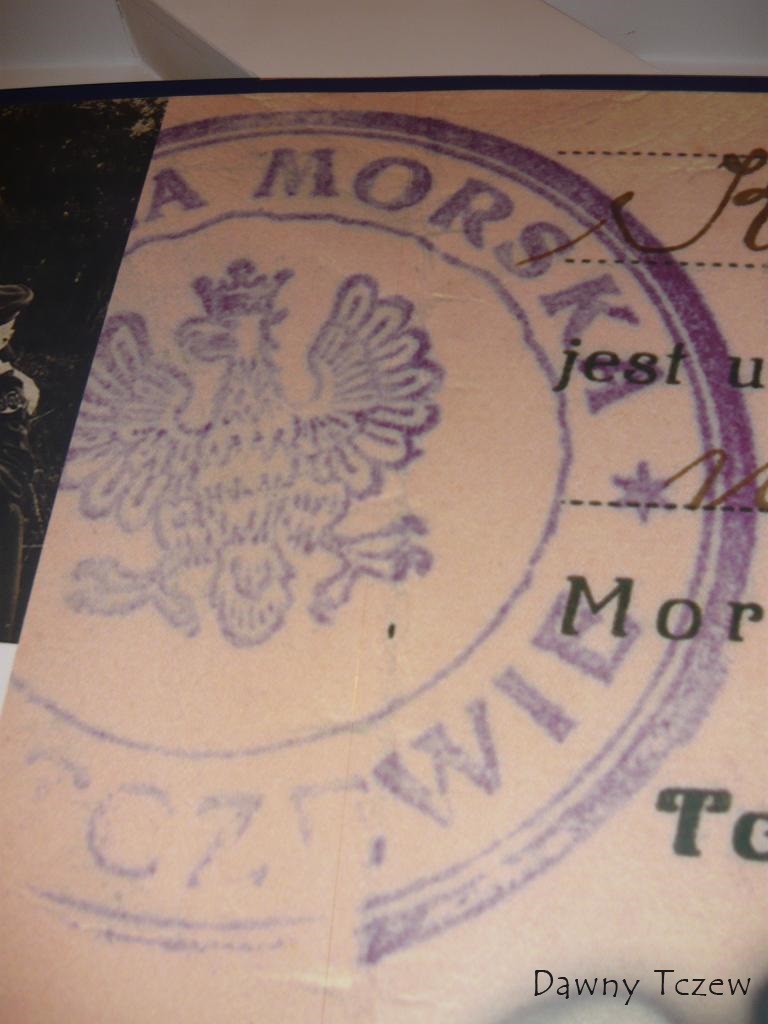 A MORSKA
K
jest u
*
Mor
TCZEWIE
Tc
Dawny Tczew